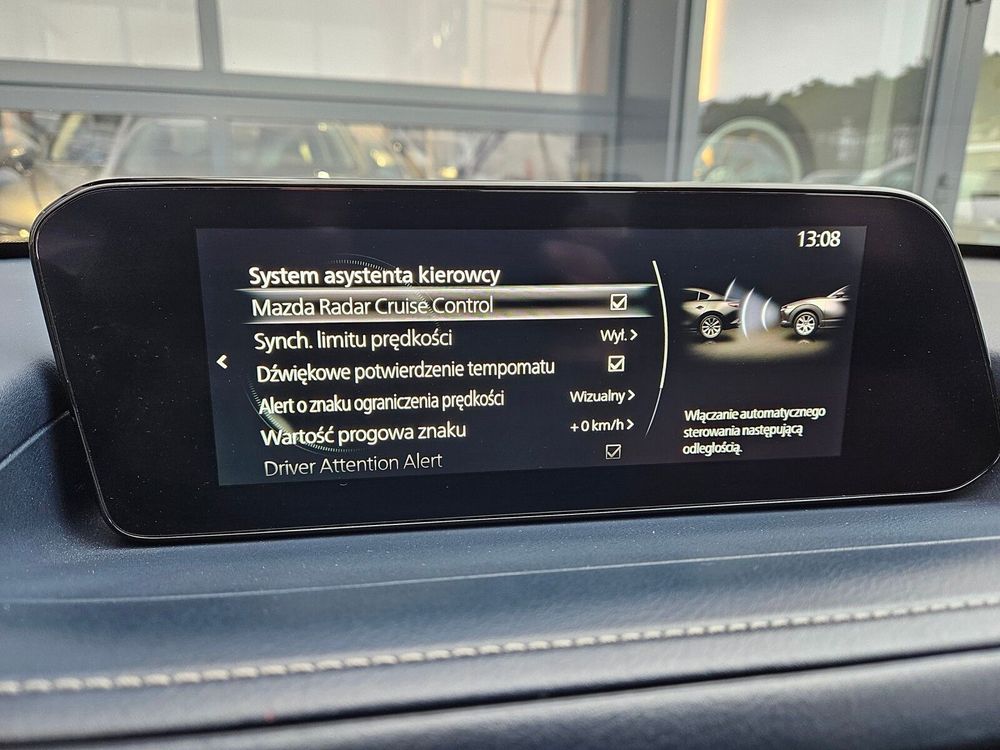 13:08
System asystenta kierowcy
Mazda Radar Cruise Control
Synch. limitu prędkości Wył. >
Dźwiękowe potwierdzenie tempomatu
Alert o znaku ograniczenia prędkości Wizualny >
Wartość progowa znaku + 0 km/h >
Driver Attention Alert
Włączanie automatycznego
sterowania następującą
odległością.